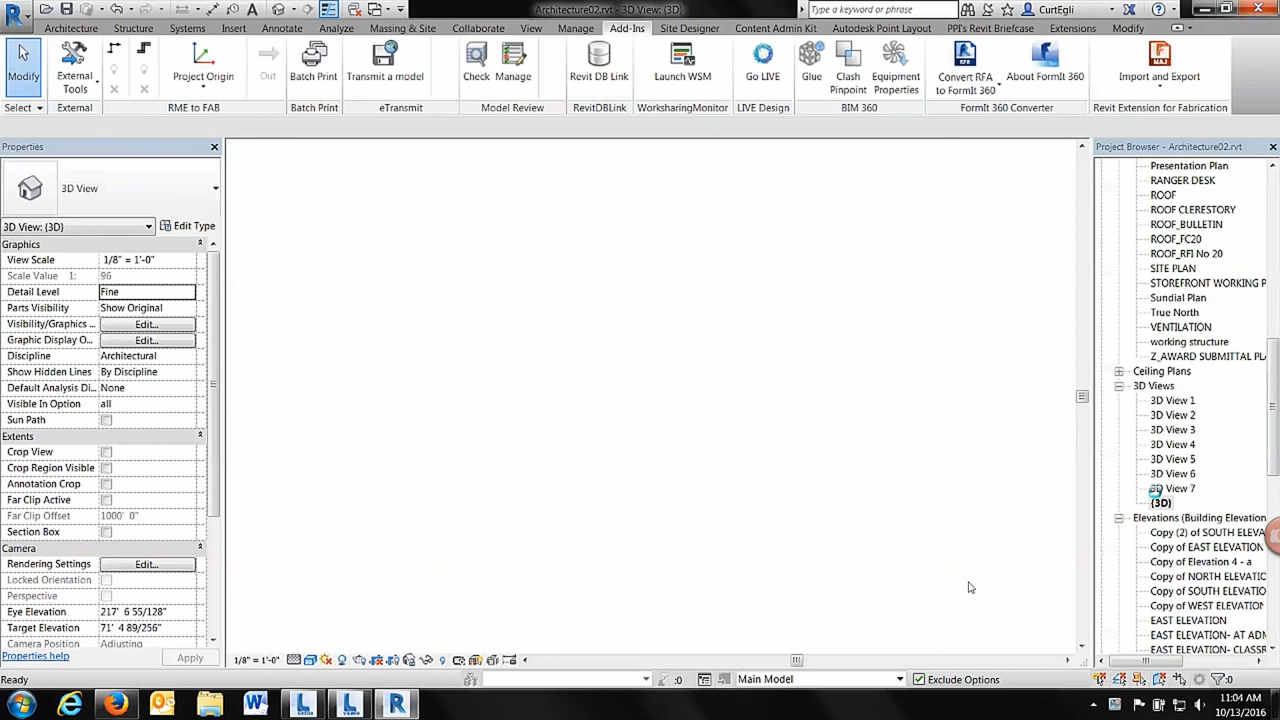 Architecture02.rvt - 3D View: {3D}
Type a keyword or phrase
CurtEgli
Architecture Structure Systems Insert Annotate Analyze Massing & Site Collaborate View Manage Add-Ins Site Designer Content Admin Kit Autodesk Point Layout PPI's Revit Briefcase Extensions Modify
Modify
External Tools
Project Origin
Out
Batch Print
Transmit a model
Check
Manage
Revit DB Link
Launch WSM
Go LIVE
Glue
Clash Pinpoint
Equipment Properties
Convert RFA to FormIt 360
About FormIt 360
Import and Export
Select
External
RME to FAB
Batch Print
eTransmit
Model Review
RevitDBLink
WorksharingMonitor
LIVE Design
BIM 360
FormIt 360 Converter
Revit Extension for Fabrication
Properties
3D View
3D View: {3D}
Edit Type
Graphics
View Scale 1/8" = 1'-0"
Scale Value 1: 96
Detail Level Fine
Parts Visibility Show Original
Visibility/Graphics ... Edit...
Graphic Display O... Edit...
Discipline Architectural
Show Hidden Lines By Discipline
Default Analysis Di... None
Visible In Option all
Sun Path
Extents
Crop View
Crop Region Visible
Annotation Crop
Far Clip Active
Far Clip Offset 1000' 0"
Section Box
Camera
Rendering Settings Edit...
Locked Orientation
Perspective
Eye Elevation 217' 6 55/128"
Target Elevation 71' 4 89/256"
Camera Position Adjusting
Properties help
Apply
Project Browser - Architecture02.rvt
Presentation Plan
RANGER DESK
ROOF
ROOF CLERESTORY
ROOF_BULLETIN
ROOF_FC20
ROOF_RFI No 20
SITE PLAN
STOREFRONT WORKING P
Sundial Plan
True North
VENTILATION
working structure
Z_AWARD SUBMITTAL PL
Ceiling Plans
3D Views
3D View 1
3D View 2
3D View 3
3D View 4
3D View 5
3D View 6
3D View 7
{3D}
Elevations (Building Elevation
Copy (2) of SOUTH ELEVA
Copy of EAST ELEVATION
Copy of Elevation 4 - a
Copy of NORTH ELEVATIO
Copy of SOUTH ELEVATIO
Copy of WEST ELEVATION
EAST ELEVATION
EAST ELEVATION- AT ADM
EAST ELEVATION- CLASSR
1/8" = 1'-0"
Ready
:0
Main Model
Exclude Options
:0
11:04 AM
10/13/2016